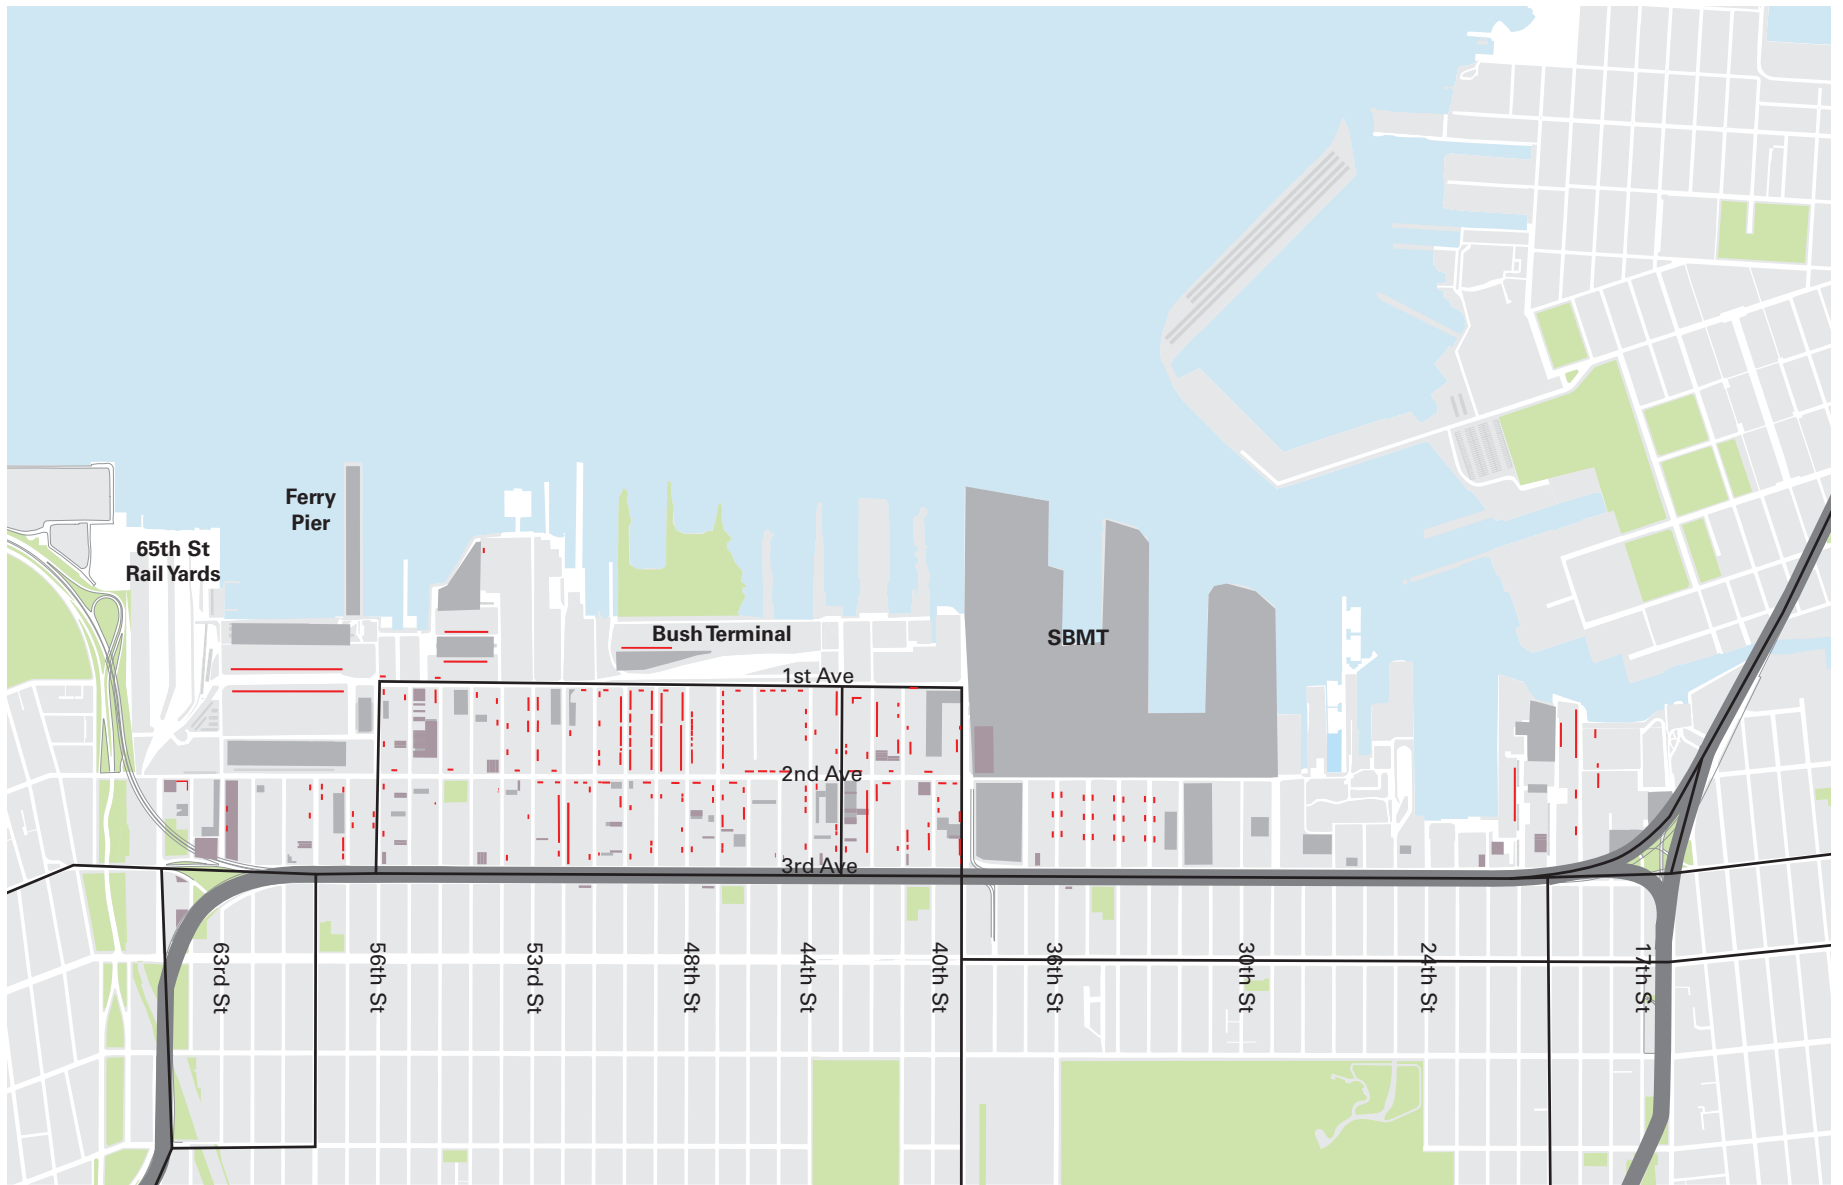 Ferry
Pier
65th St
Rail Yards
Bush Terminal
SBMT
1st Ave
2nd Ave
3rd Ave
63rd St
56th St
53rd St
48th St
44th St
40th St
36th St
30th St
24th St
17th St